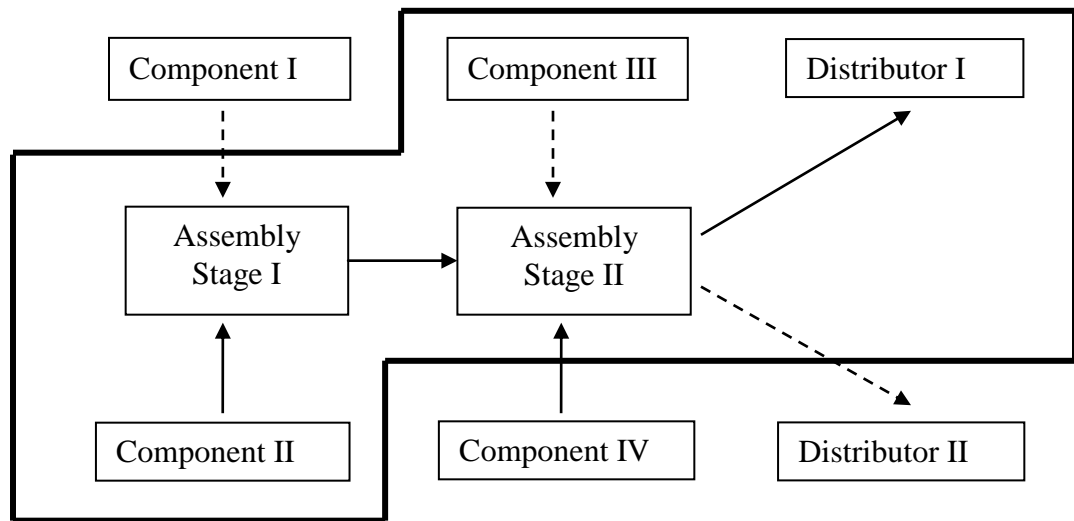 Component I
Component III
Distributor I
Assembly
Stage I
Assembly
Stage II
Component II
Component IV
Distributor II